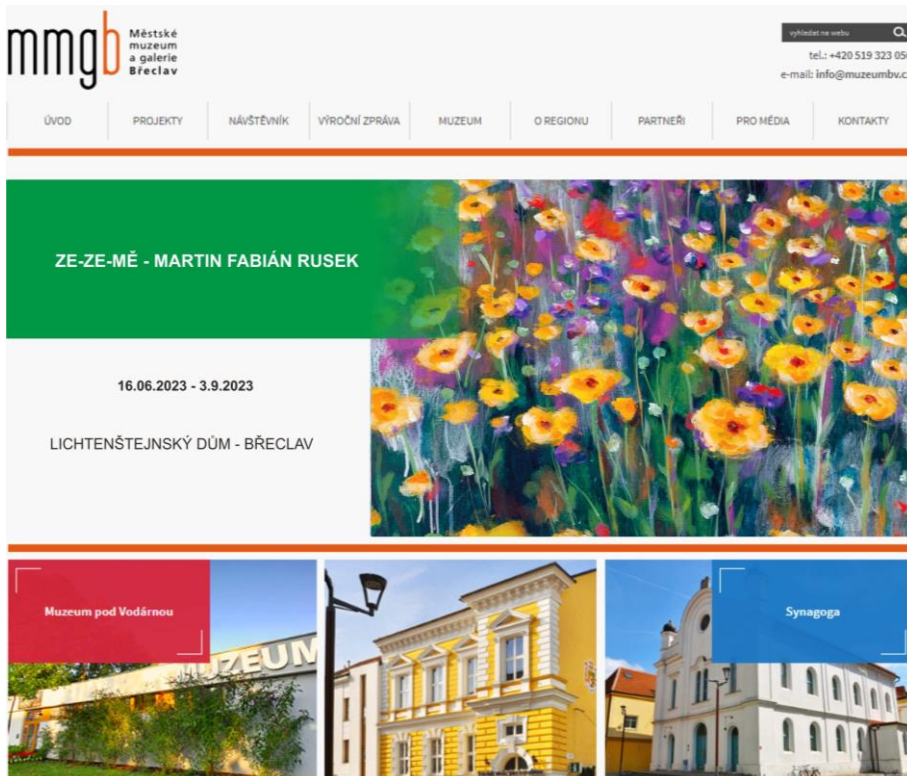 mmgb
Městské
muzeum
a galerie
Břeclav
vyhledat na webu
tel.: +420 519 323 05
e-mail: info@muzeumbv.c
ÚVOD PROJEKTY NÁVŠTĚVNÍK VÝROČNÍ ZPRÁVA MUZEUM O REGIONU PARTNEŘI PRO MÉDIA KONTAKTY
ZE-ZE-MĚ - MARTIN FABIÁN RUSEK
16.06.2023 - 3.9.2023
LICHTENŠTEJNSKÝ DŮM - BŘECLAV
Muzeum pod Vodárnou
Synagoga
MUZEUM